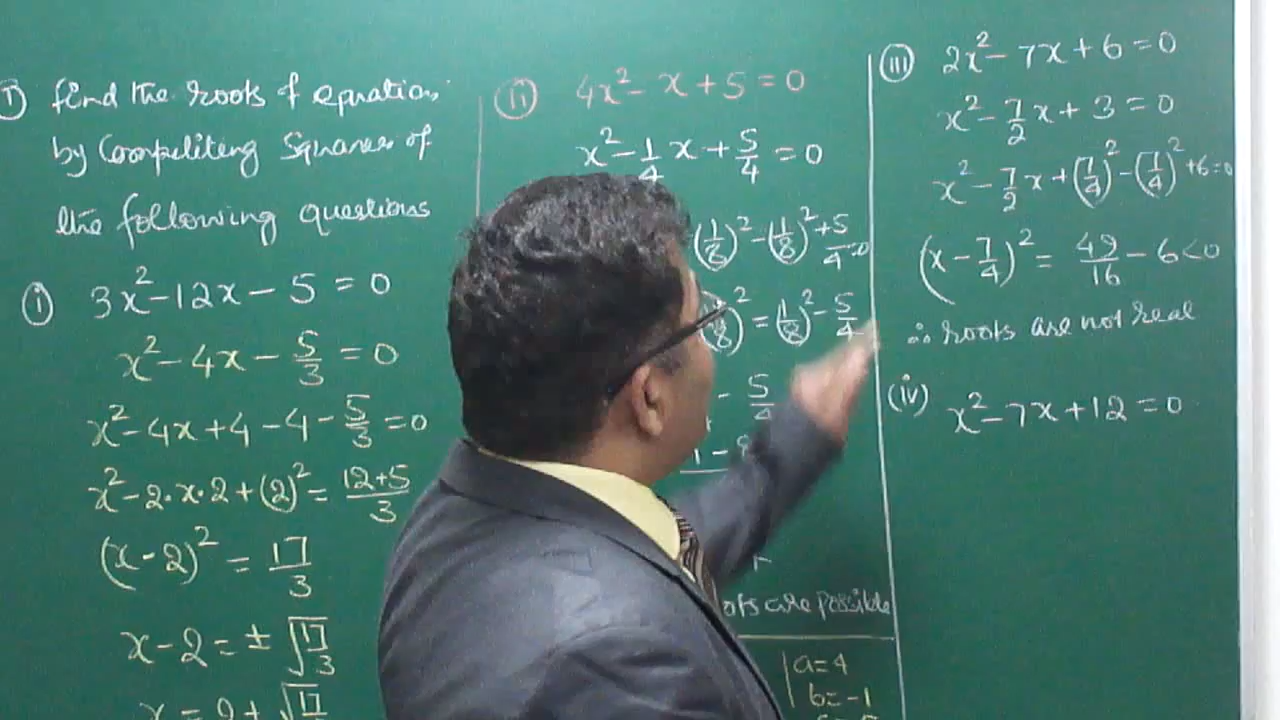 1) find the roots of equations
by Compeliting Squares of
the following questions
(i) 3x² - 12x - 5 = 0
x² - 4x - 5/3 = 0
x² - 4x + 4 - 4 - 5/3 = 0
x² - 2·x·2 + (2)² = 12+5/3
(x - 2)² = 17/3
x - 2 = ± √17/3
x = 2 + √17
(ii) 4x² - x + 5 = 0
x² - 1/4 x + 5/4 = 0
(1/8)² - (1/8)² + 5/4 = 0
= (1/8)² - 5/4
- 5/4
are possible
a = 4
b = -1
(iii) 2x² - 7x + 6 = 0
x² - 7/2 x + 3 = 0
x² - 7/2 x + (7/4)² - (7/4)² + 6 = 0
(x - 7/4)² = 49/16 - 6 < 0
∴ roots are not real
(iv) x² - 7x + 12 = 0